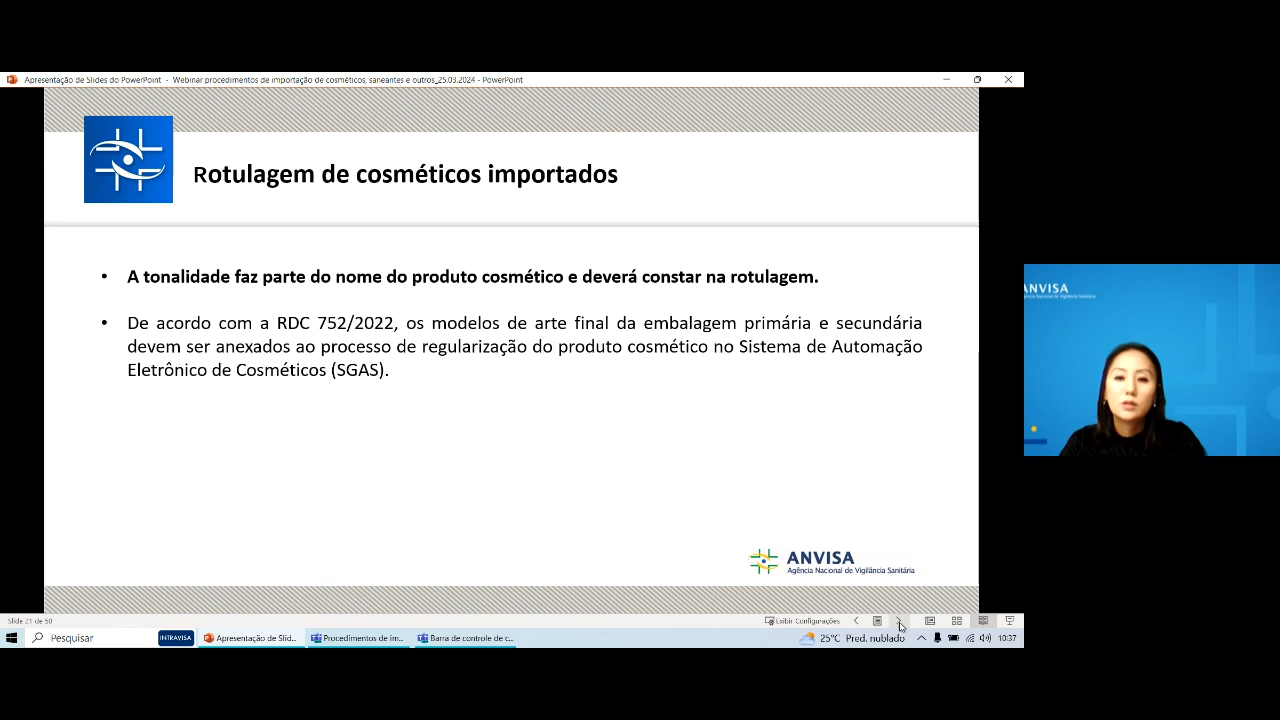 Apresentação de Slides do PowerPoint - Webinar procedimentos de importação de cosméticos, saneantes e outros_25.03.2024 - PowerPoint
Rotulagem de cosméticos importados
• A tonalidade faz parte do nome do produto cosmético e deverá constar na rotulagem.
• De acordo com a RDC 752/2022, os modelos de arte final da embalagem primária e secundária
devem ser anexados ao processo de regularização do produto cosmético no Sistema de Automação
Eletrônico de Cosméticos (SGAS).
ANVISA
Agência Nacional de Vigilância Sanitária
ANVISA
Agência Nacional de Vigilância Sanitária
Slide 21 de 50
Exibir Configurações
Pesquisar
INTRAVISA
Apresentação de Slid...
Procedimentos de im...
Barra de controle de c...
25°C Pred. nublado
10:37